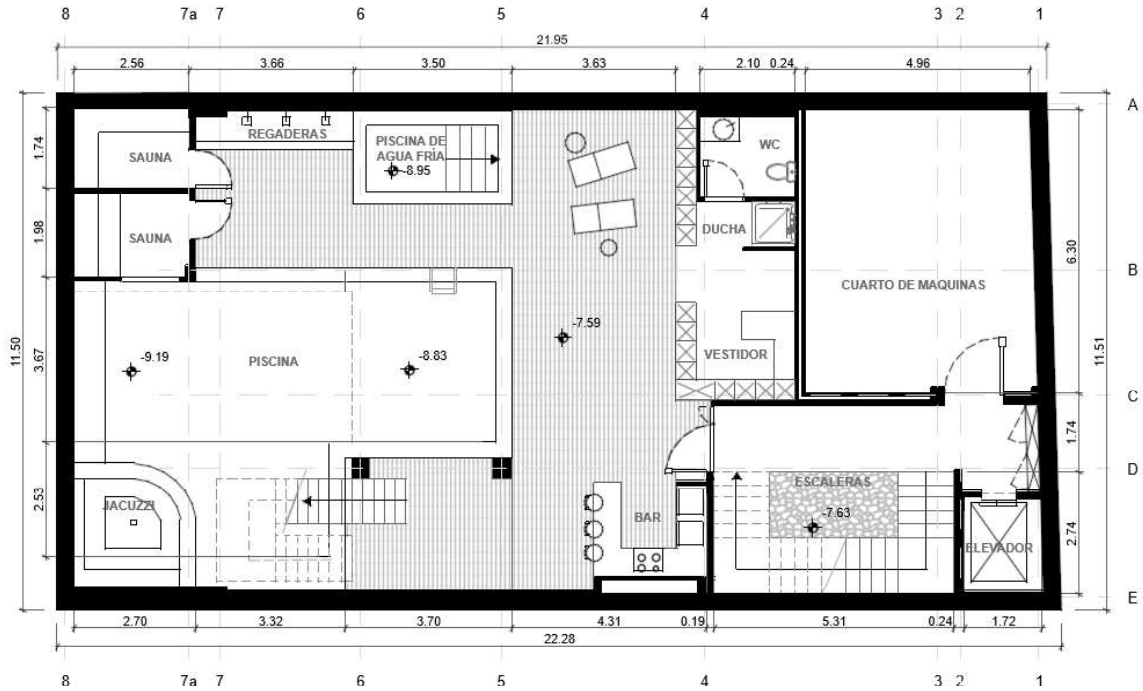 8 7a 7 6 5 4 3 2 1
21.95
2.56 3.66 3.50 3.63 2.10 0.24 4.96
A
REGADERAS
PISCINA DE
AGUA FRÍA
WC
1.74
SAUNA
-8.95
1.98
SAUNA
DUCHA
6.30
B
CUARTO DE MAQUINAS
-7.59
11.50
3.67
-9.19
PISCINA
-8.83
VESTIDOR
11.51
C
1.74
D
ESCALERAS
2.53
JACUZZI
BAR
-7.63
2.74
ELEVADOR
E
2.70 3.32 3.70 4.31 0.19 5.31 0.24 1.72
22.28
8 7a 7 6 5 4 3 2 1